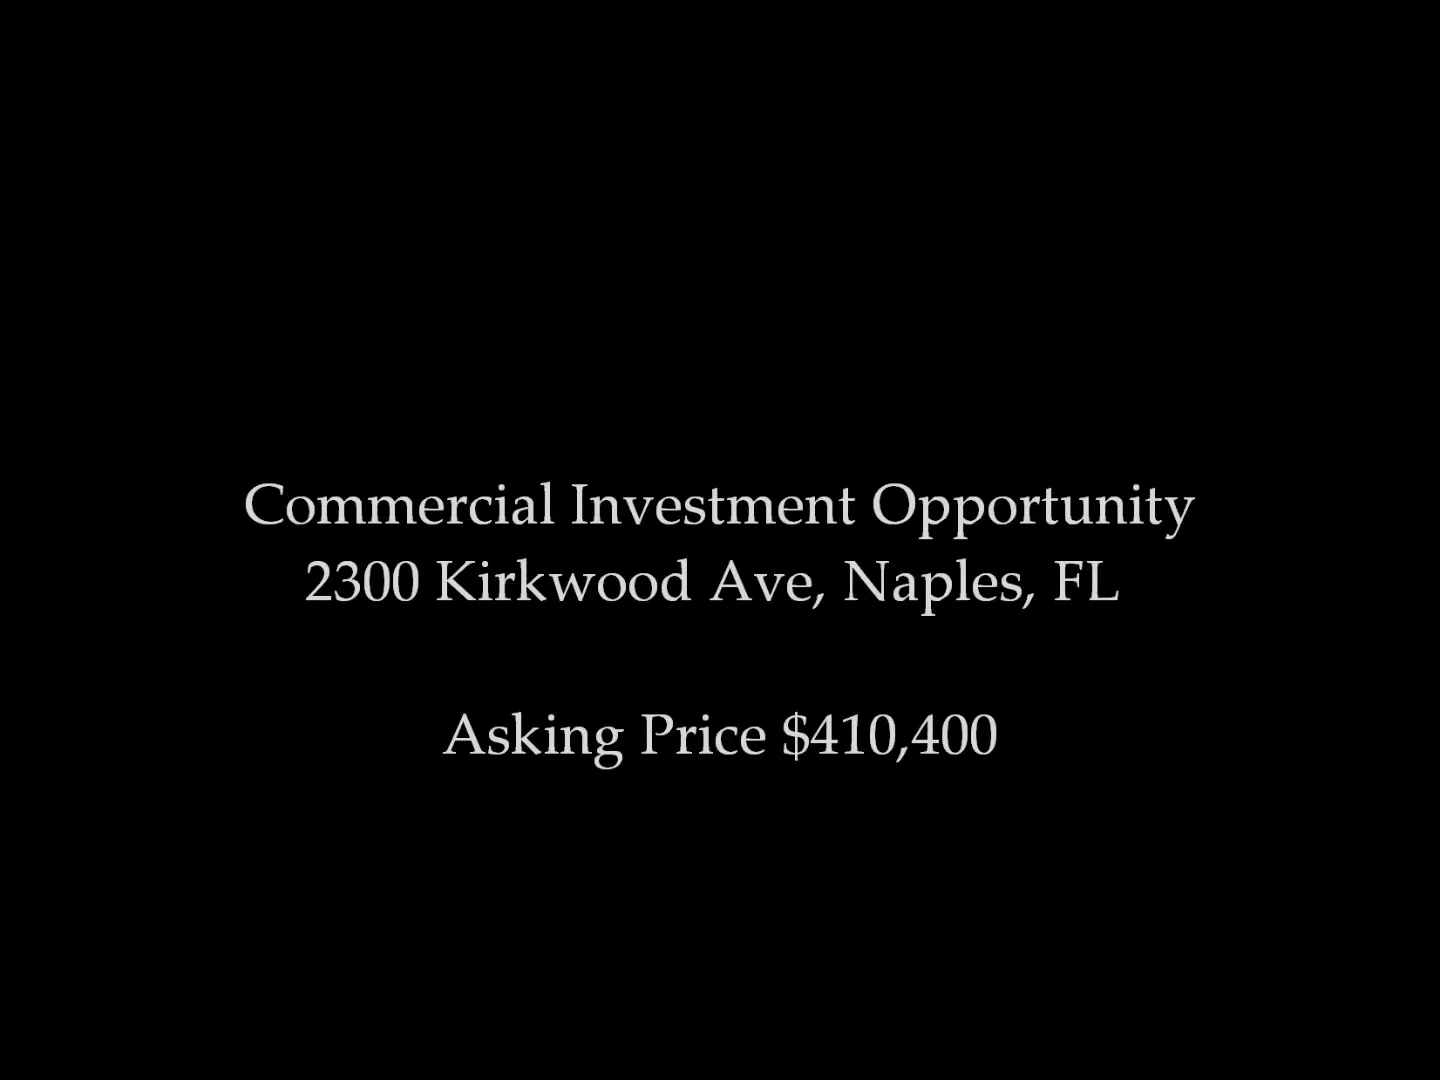 Commercial Investment Opportunity
2300 Kirkwood Ave, Naples, FL
Asking Price $410,400